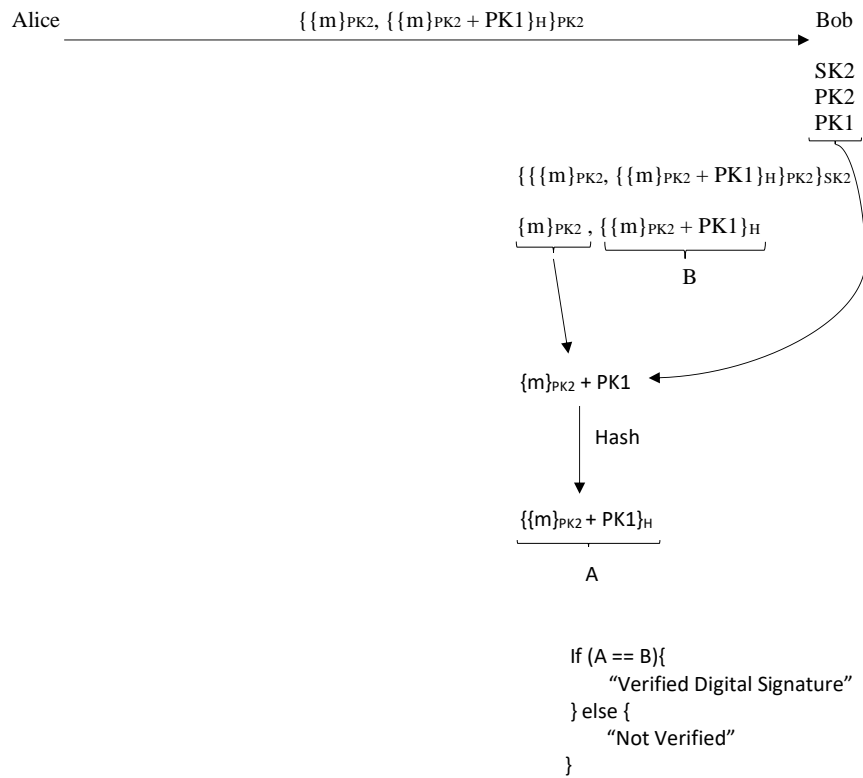 Alice {{m}PK2, {{m}PK2 + PK1}H}PK2 Bob
SK2
PK2
PK1
{{{m}PK2, {{m}PK2 + PK1}H}PK2}SK2
{m}PK2 , {{m}PK2 + PK1}H
B
{m}PK2 + PK1
Hash
{{m}PK2 + PK1}H
A
If (A == B){
“Verified Digital Signature”
} else {
“Not Verified”
}